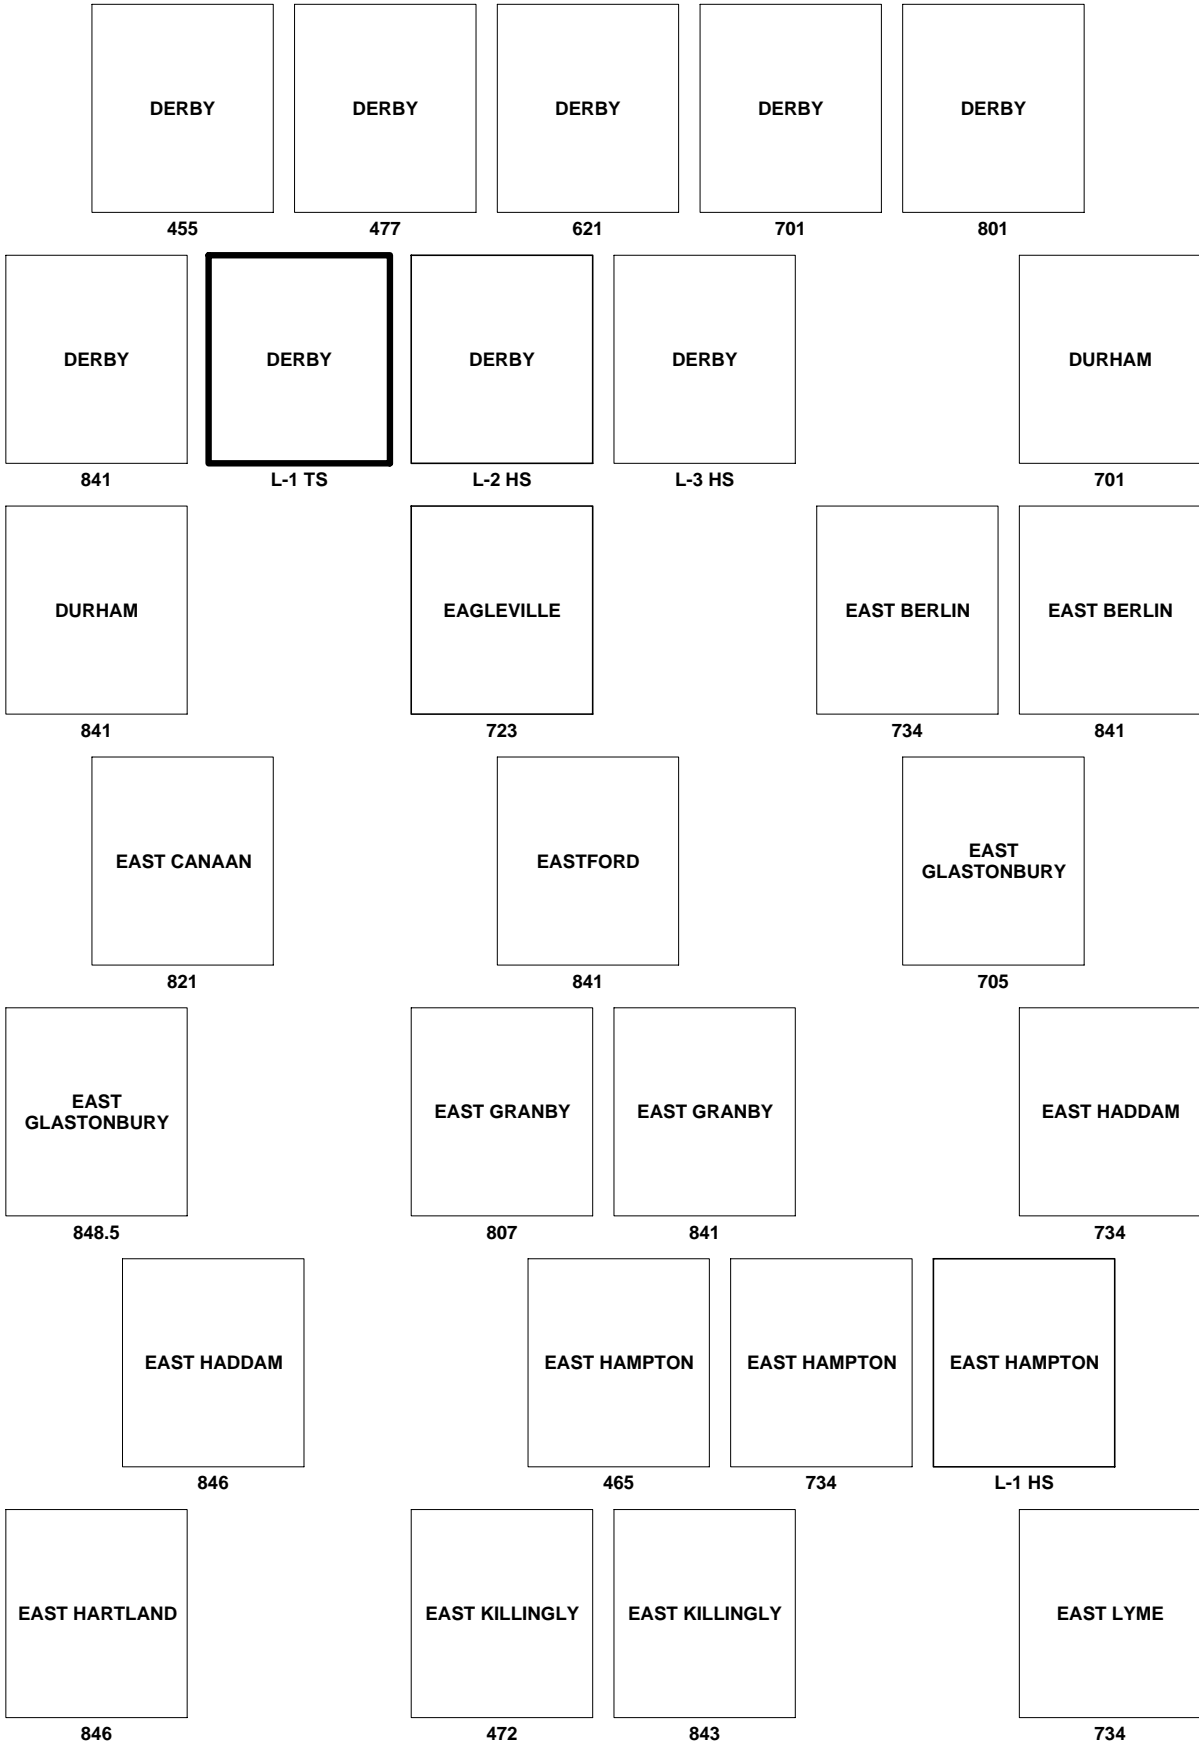 DERBY DERBY DERBY DERBY DERBY
455 477 621 701 801
DERBY DERBY DERBY DERBY DURHAM
841 L-1 TS L-2 HS L-3 HS 701
DURHAM EAGLEVILLE EAST BERLIN EAST BERLIN
841 723 734 841
EAST CANAAN EASTFORD EAST
GLASTONBURY
821 841 705
EAST
GLASTONBURY EAST GRANBY EAST GRANBY EAST HADDAM
848.5 807 841 734
EAST HADDAM EAST HAMPTON EAST HAMPTON EAST HAMPTON
846 465 734 L-1 HS
EAST HARTLAND EAST KILLINGLY EAST KILLINGLY EAST LYME
846 472 843 734